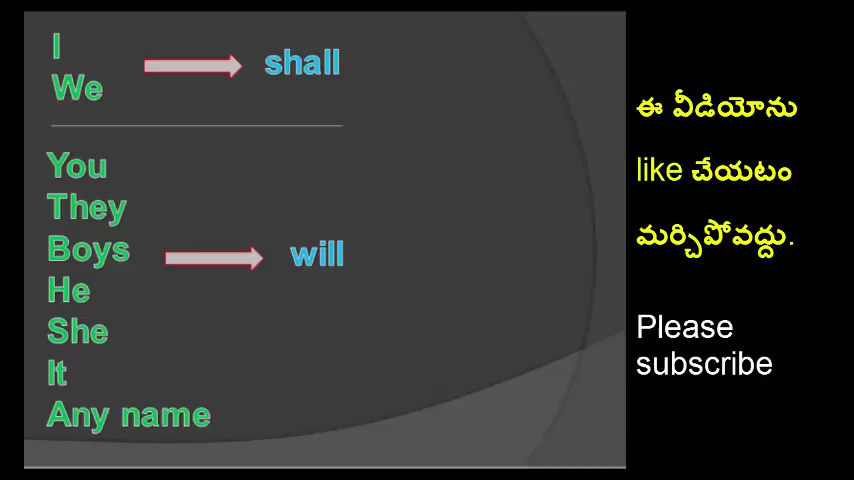 I
We
shall
You
They
Boys
He
She
It
Any name
will
ఈ వీడియోను
like చేయటం
మర్చిపోవద్దు.
Please
subscribe